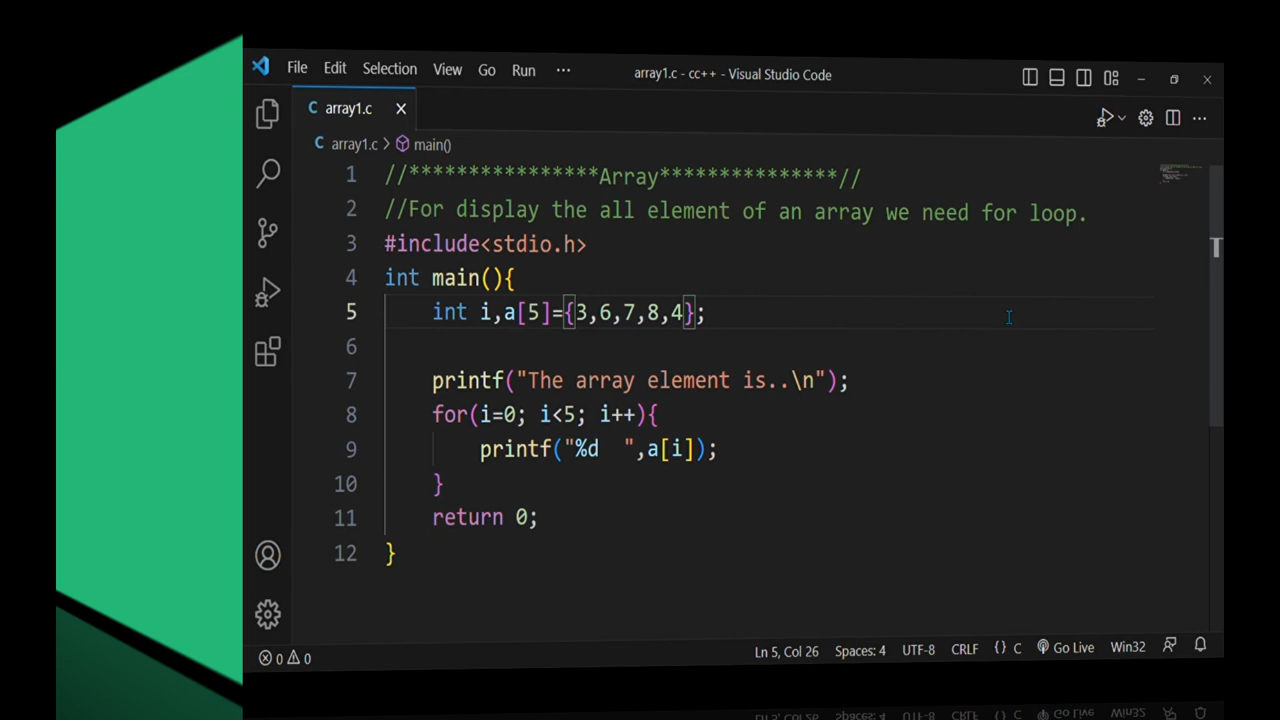 File Edit Selection View Go Run ··· array1.c - cc++ - Visual Studio Code
C array1.c
C array1.c > main()
1 //****************Array***************//
2 //For display the all element of an array we need for loop.
3 #include<stdio.h>
4 int main(){
5     int i,a[5]={3,6,7,8,4};
6
7     printf("The array element is..\n");
8     for(i=0; i<5; i++){
9         printf("%d  ",a[i]);
10     }
11     return 0;
12 }
0 0 Ln 5, Col 26 Spaces: 4 UTF-8 CRLF {} C Go Live Win32